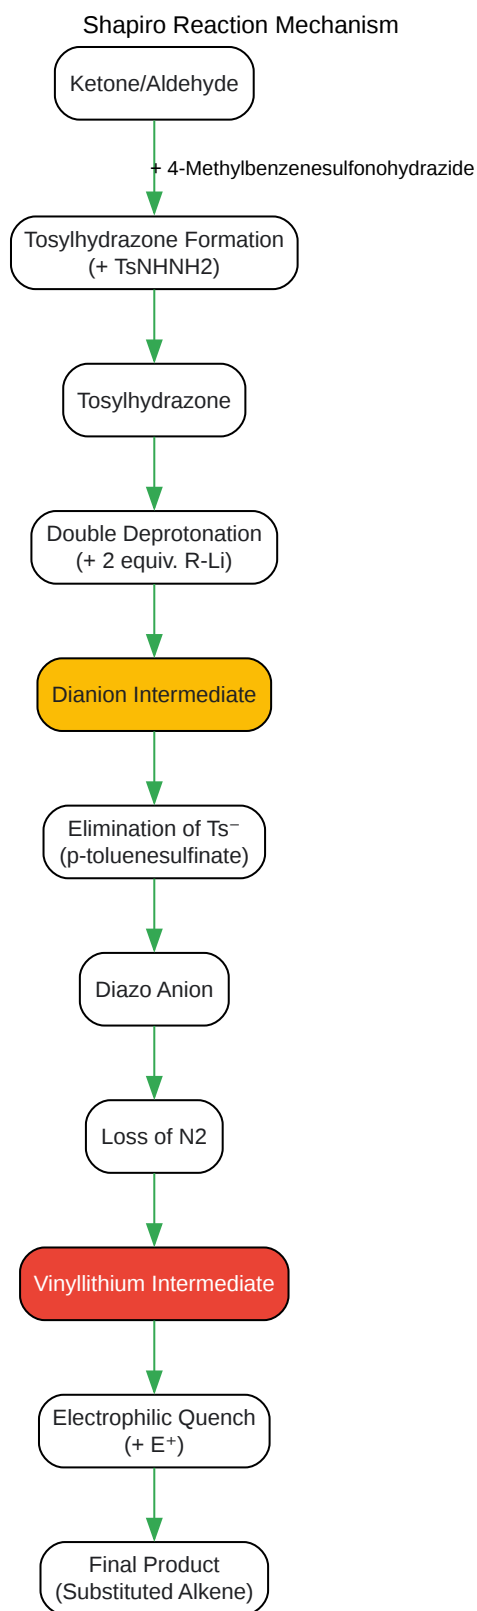 Shapiro Reaction Mechanism
Ketone/Aldehyde
+ 4-Methylbenzenesulfonohydrazide
Tosylhydrazone Formation
(+ TsNHNH2)
Tosylhydrazone
Double Deprotonation
(+ 2 equiv. R-Li)
Dianion Intermediate
Elimination of Ts⁻
(p-toluenesulfinate)
Diazo Anion
Loss of N2
Vinyllithium Intermediate
Electrophilic Quench
(+ E⁺)
Final Product
(Substituted Alkene)